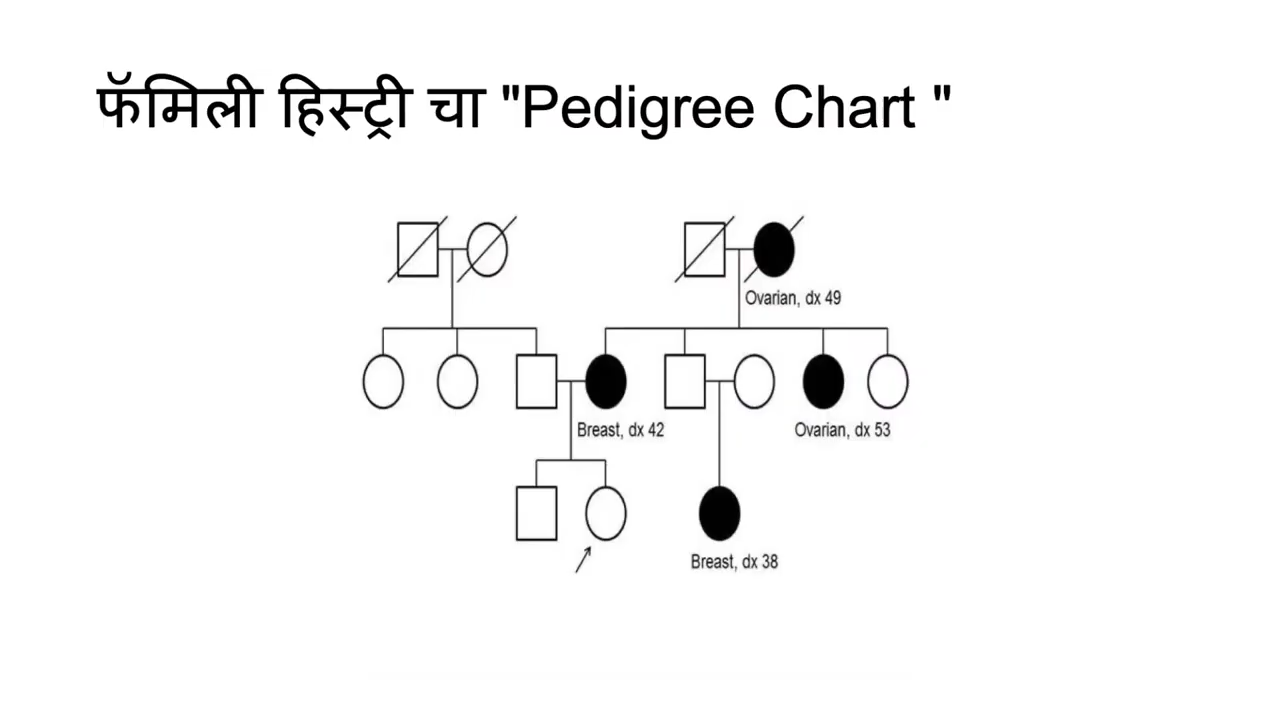 फॅमिली हिस्ट्री चा "Pedigree Chart "
Ovarian, dx 49
Breast, dx 42
Ovarian, dx 53
Breast, dx 38